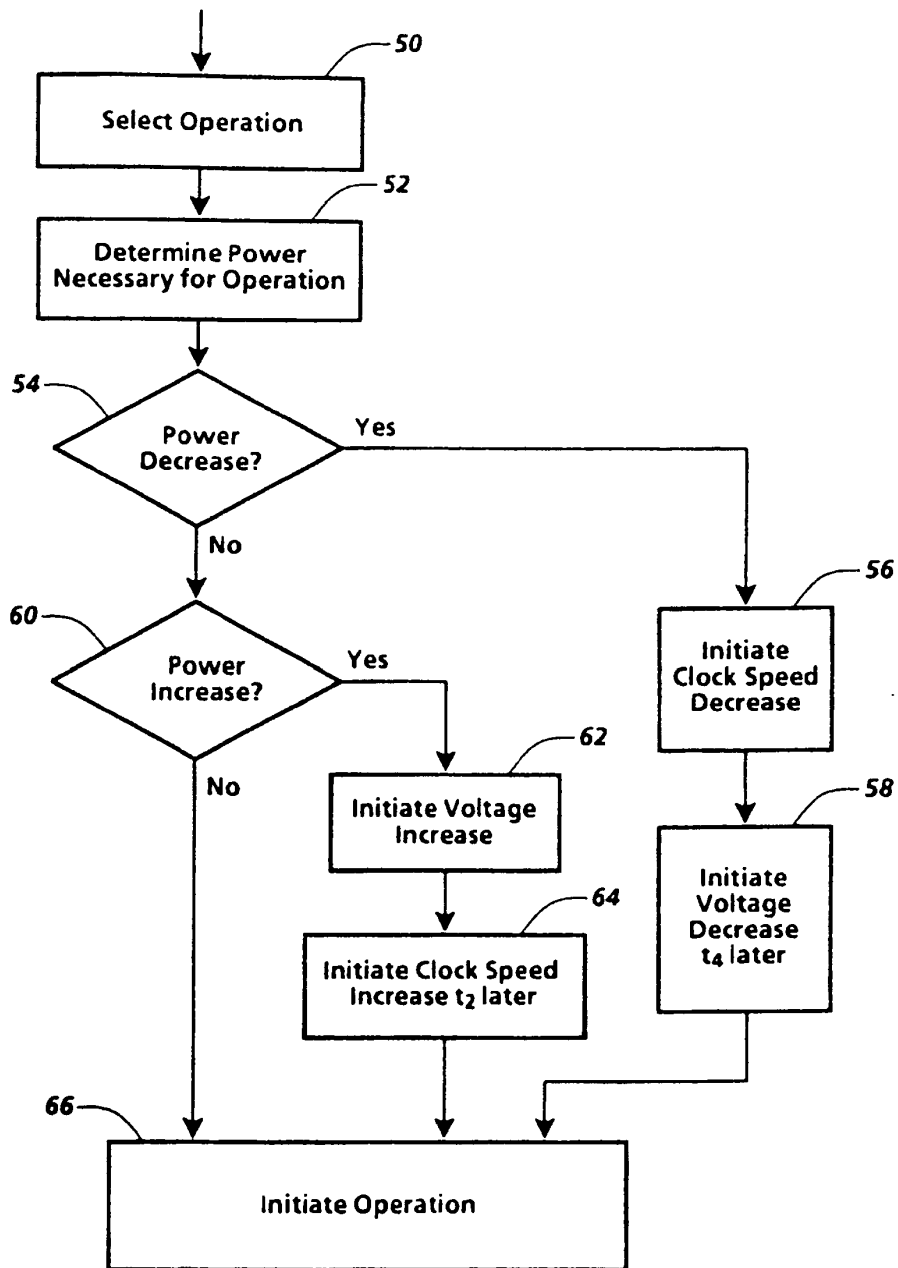 50
Select Operation
52
Determine Power
Necessary for Operation
54
Power
Decrease?
Yes
No
56
Initiate
Clock Speed
Decrease
58
Initiate
Voltage
Decrease
t4 later
60
Power
Increase?
Yes
No
62
Initiate Voltage
Increase
64
Initiate Clock Speed
Increase t2 later
66
Initiate Operation